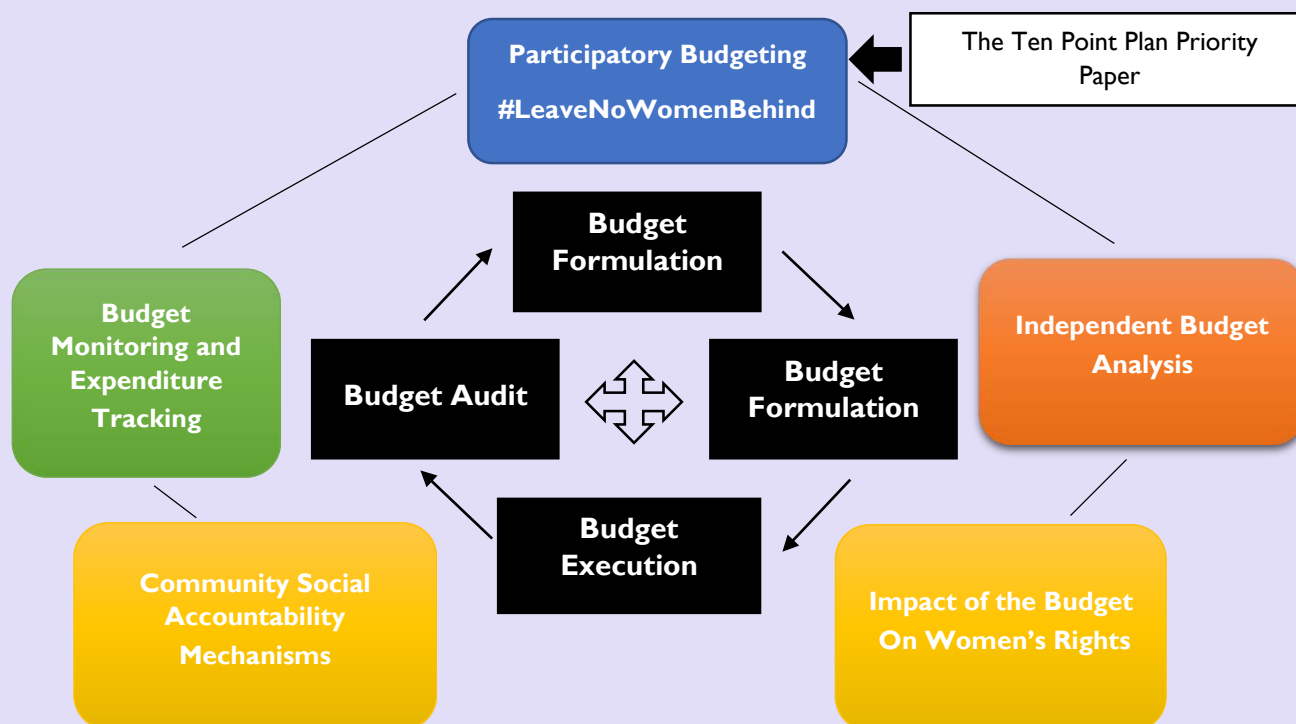 Participatory Budgeting
#LeaveNoWomenBehind
The Ten Point Plan Priority
Paper
Budget
Formulation
Budget
Monitoring and
Expenditure
Tracking
Budget Audit
Budget
Formulation
Independent Budget
Analysis
Budget
Execution
Community Social
Accountability
Mechanisms
Impact of the Budget
On Women’s Rights